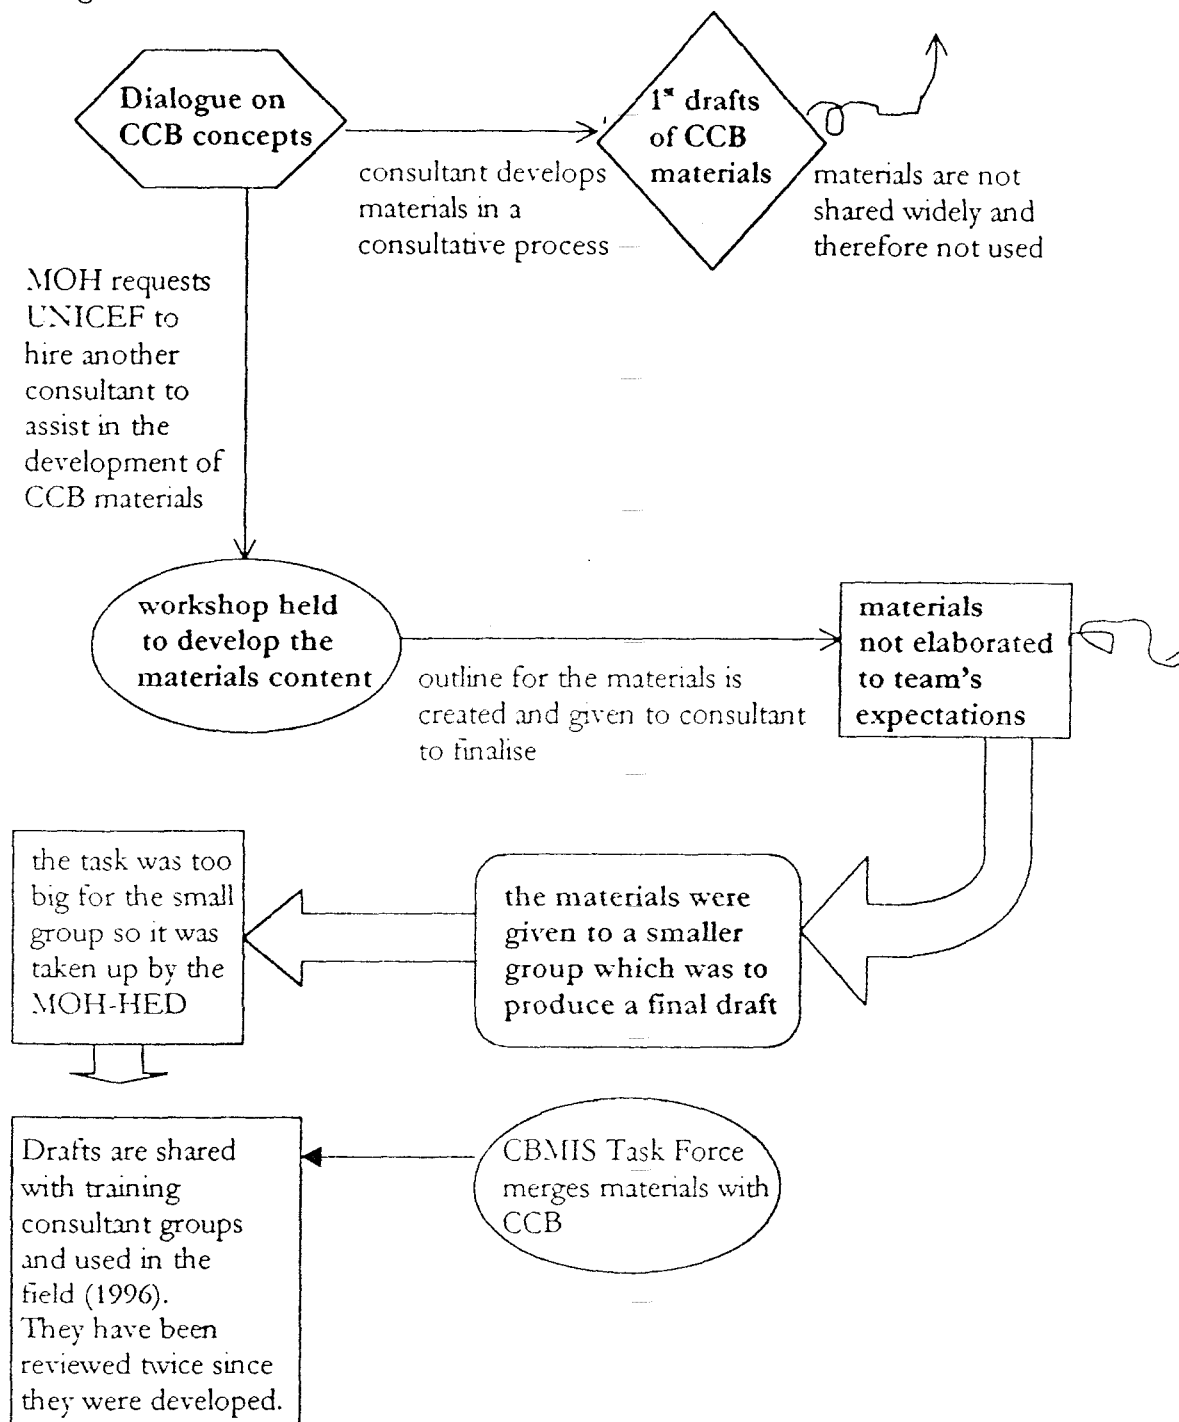 Dialogue on
CCB concepts
1st drafts
of CCB
materials
consultant develops
materials in a
consultative process
materials are not
shared widely and
therefore not used
MOH requests
UNICEF to
hire another
consultant to
assist in the
development of
CCB materials
workshop held
to develop the
materials content
outline for the materials is
created and given to consultant
to finalise
materials
not elaborated
to team's
expectations
the materials were
given to a smaller
group which was to
produce a final draft
the task was too
big for the small
group so it was
taken up by the
MOH-HED
Drafts are shared
with training
consultant groups
and used in the
field (1996).
They have been
reviewed twice since
they were developed.
CBMIS Task Force
merges materials with
CCB